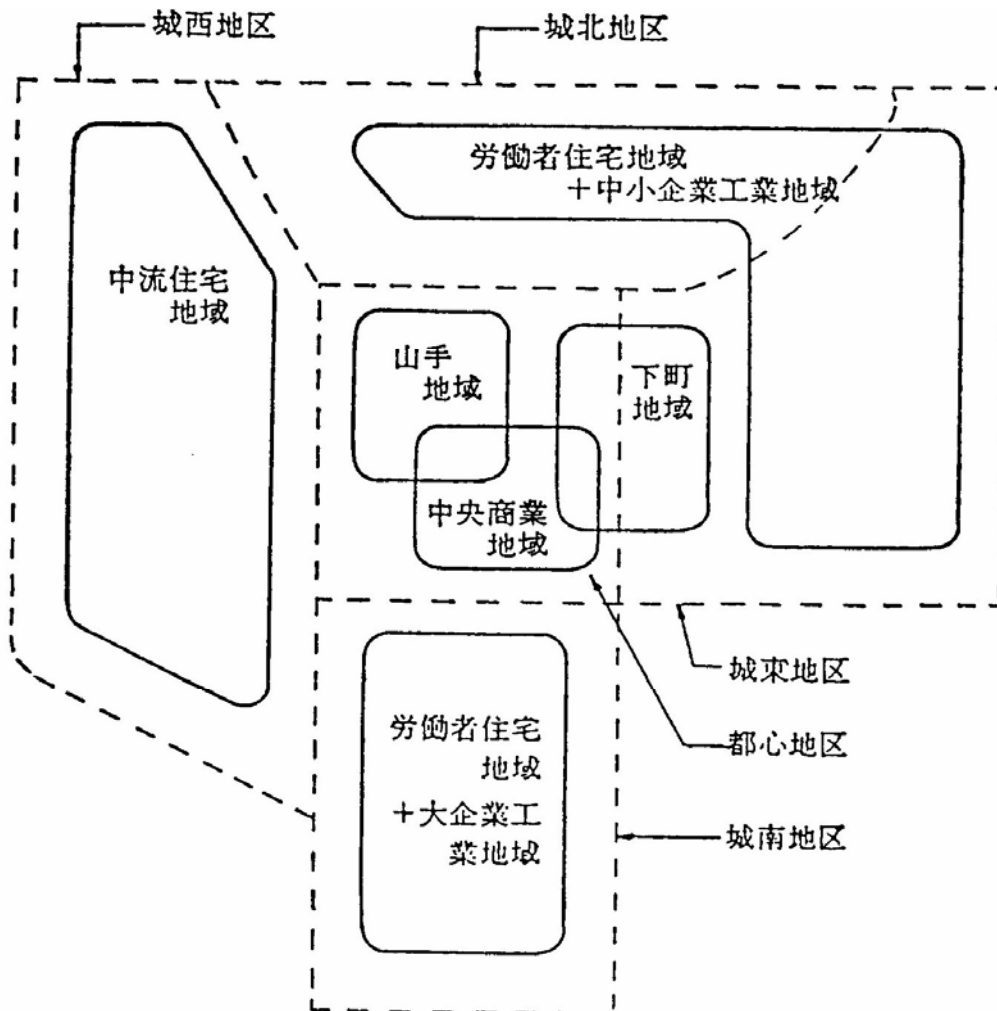 城西地区
城北地区
労働者住宅地域
＋中小企業工業地域
中流住宅
地域
山手
地域
下町
地域
中央商業
地域
城東地区
都心地区
城南地区
労働者住宅
地域
＋大企業工
業地域